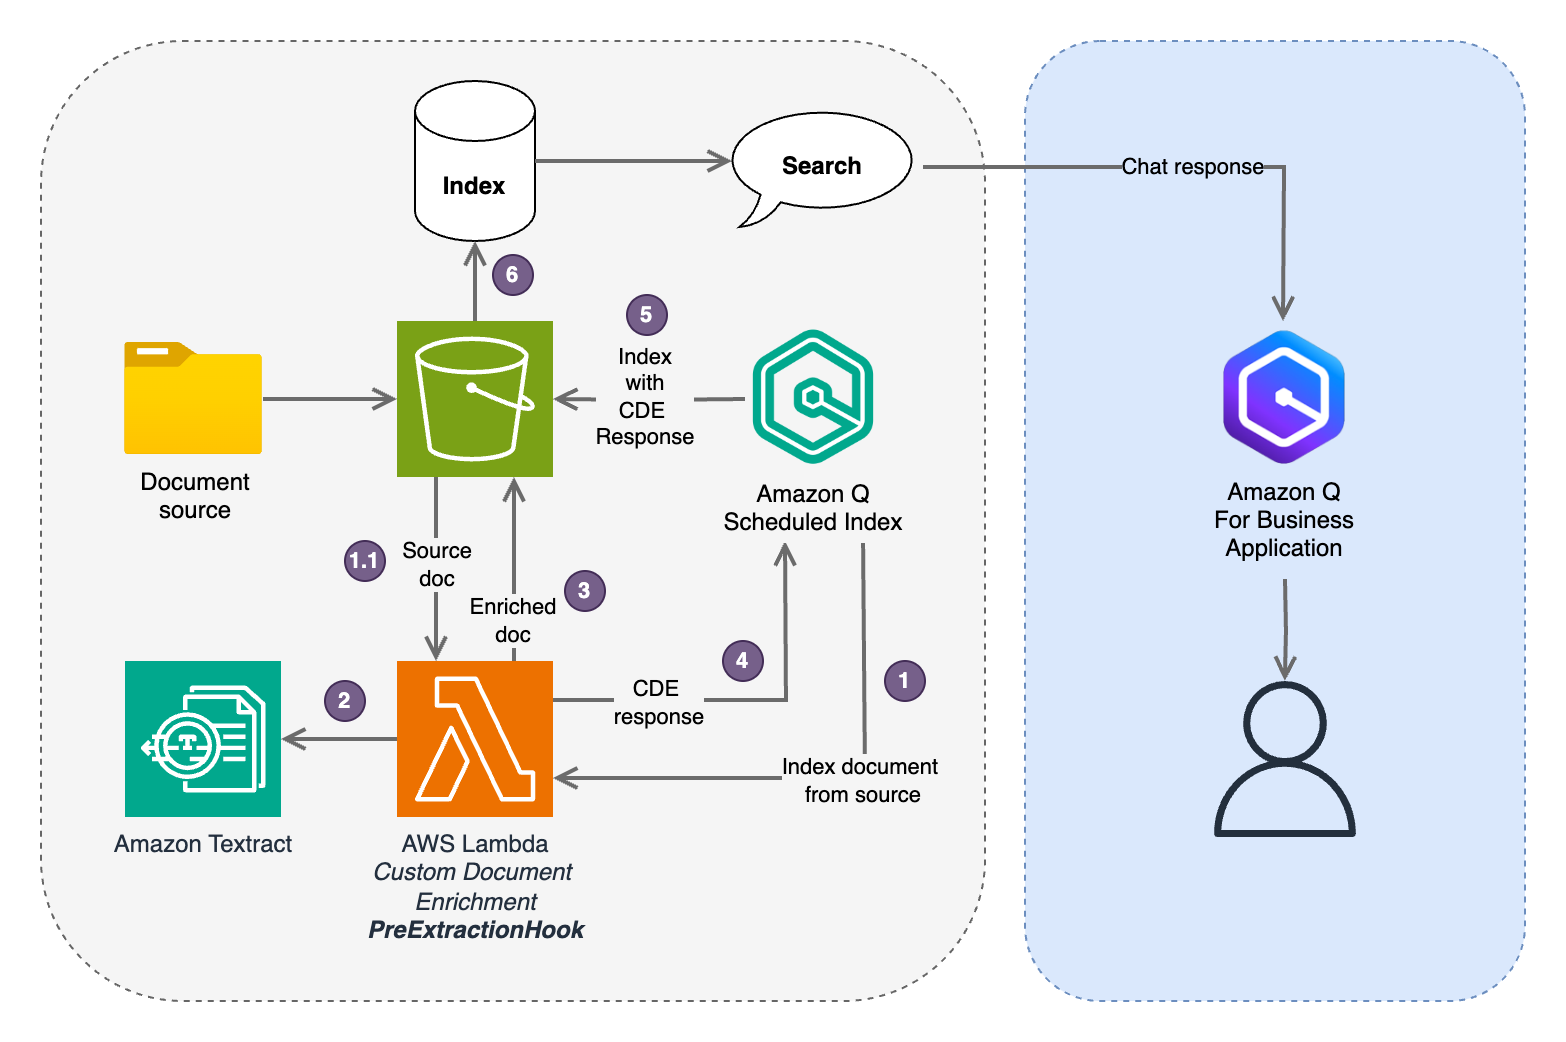 Index
Search
Chat response
6
5
Index
with
CDE
Response
Document
source
Amazon Q
Scheduled Index
Amazon Q
For Business
Application
1.1
Source
doc
3
Enriched
doc
4
1
2
CDE
response
Index document
from source
T
Amazon Textract
AWS Lambda
Custom Document
Enrichment
PreExtractionHook